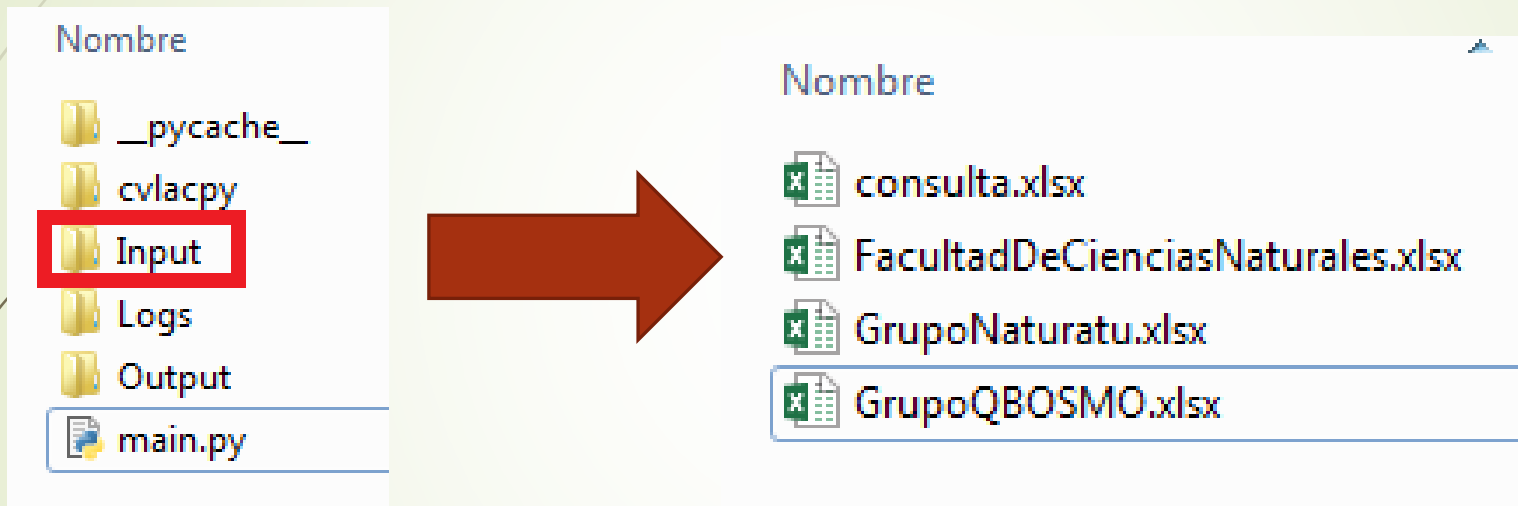 Nombre
__pycache__
cvlacpy
Input
Logs
Output
main.py
Nombre
consulta.xlsx
FacultadDeCienciasNaturales.xlsx
GrupoNaturatu.xlsx
GrupoQBOSMO.xlsx